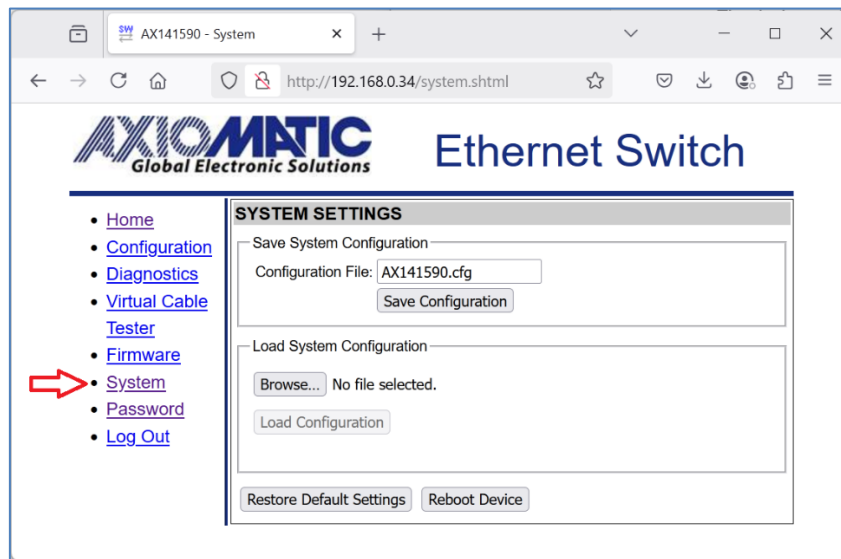 AX141590 - System
http://192.168.0.34/system.shtml
AXIOMATIC
Global Electronic Solutions
Ethernet Switch
Home
Configuration
Diagnostics
Virtual Cable
Tester
Firmware
System
Password
Log Out
SYSTEM SETTINGS
Save System Configuration
Configuration File: AX141590.cfg
Save Configuration
Load System Configuration
Browse... No file selected.
Load Configuration
Restore Default Settings Reboot Device